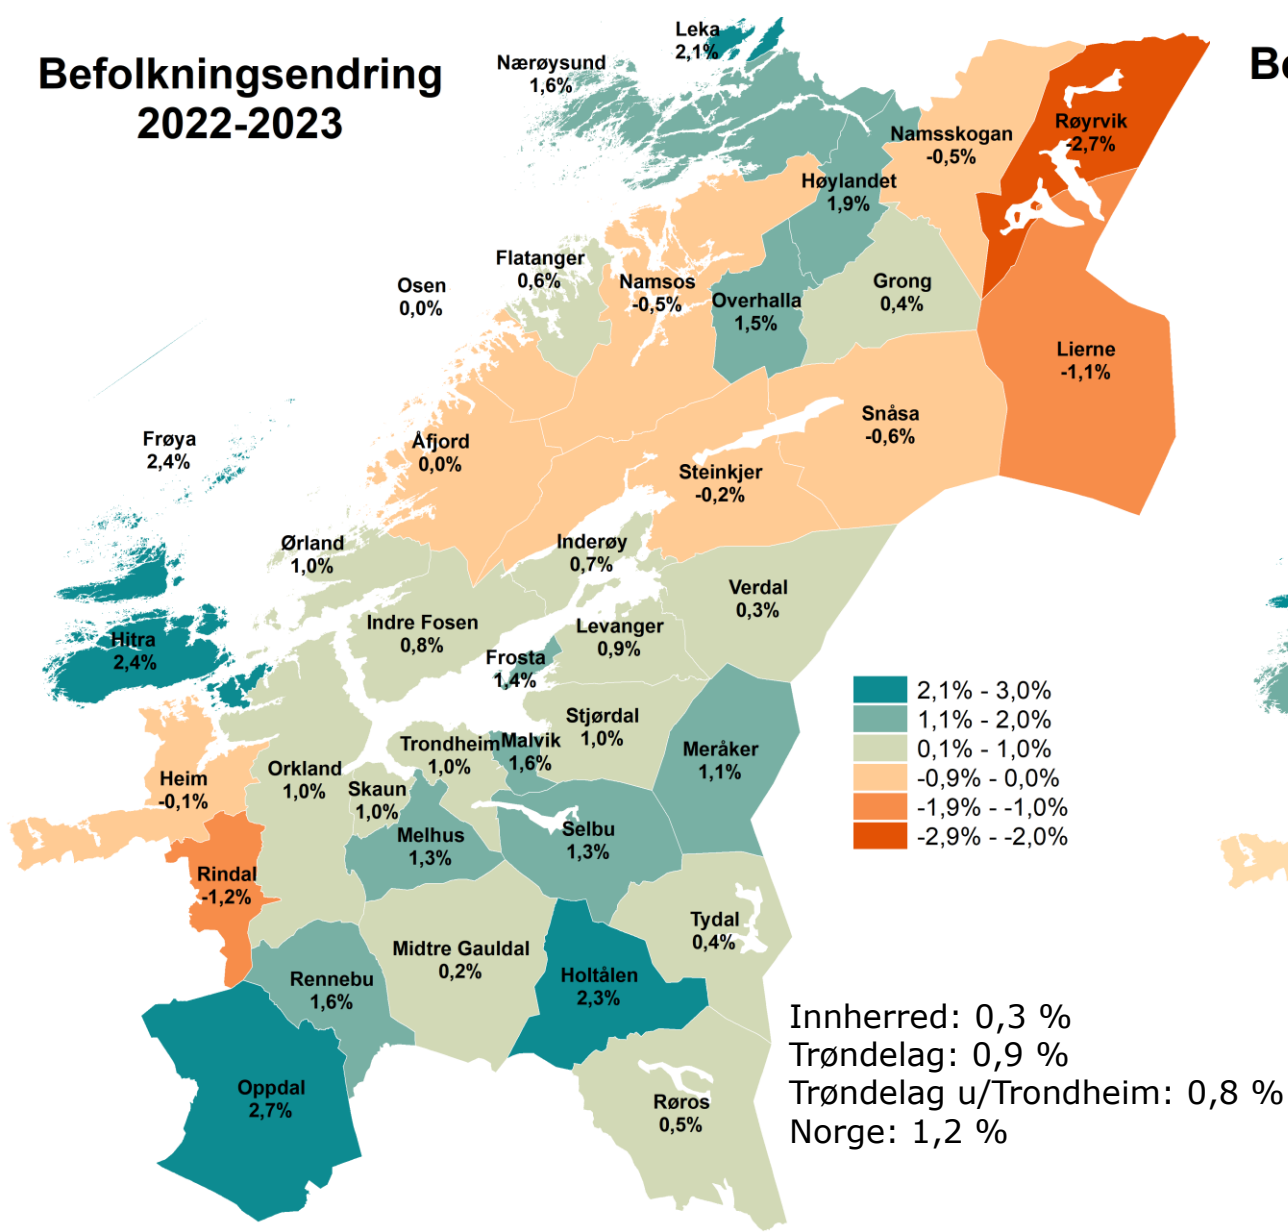 Befolkningsendring
2022-2023
Be
Leka
2,1%
Nærøysund
1,6%
Namsskogan
-0,5%
Røyrvik
-2,7%
Høylandet
1,9%
Flatanger
0,6%
Osen
0,0%
Namsos
-0,5%
Overhalla
1,5%
Grong
0,4%
Lierne
-1,1%
Snåsa
-0,6%
Frøya
2,4%
Åfjord
0,0%
Steinkjer
-0,2%
Ørland
1,0%
Inderøy
0,7%
Verdal
0,3%
Indre Fosen
0,8%
Levanger
0,9%
Hitra
2,4%
Frosta
1,4%
2,1% - 3,0%
1,1% - 2,0%
0,1% - 1,0%
-0,9% - 0,0%
-1,9% - -1,0%
-2,9% - -2,0%
Stjørdal
1,0%
Trondheim
1,0%
Malvik
1,6%
Meråker
1,1%
Heim
-0,1%
Orkland
1,0%
Skaun
1,0%
Melhus
1,3%
Selbu
1,3%
Rindal
-1,2%
Tydal
0,4%
Midtre Gauldal
0,2%
Rennebu
1,6%
Holtålen
2,3%
Oppdal
2,7%
Røros
0,5%
Innherred: 0,3 %
Trøndelag: 0,9 %
Trøndelag u/Trondheim: 0,8 %
Norge: 1,2 %